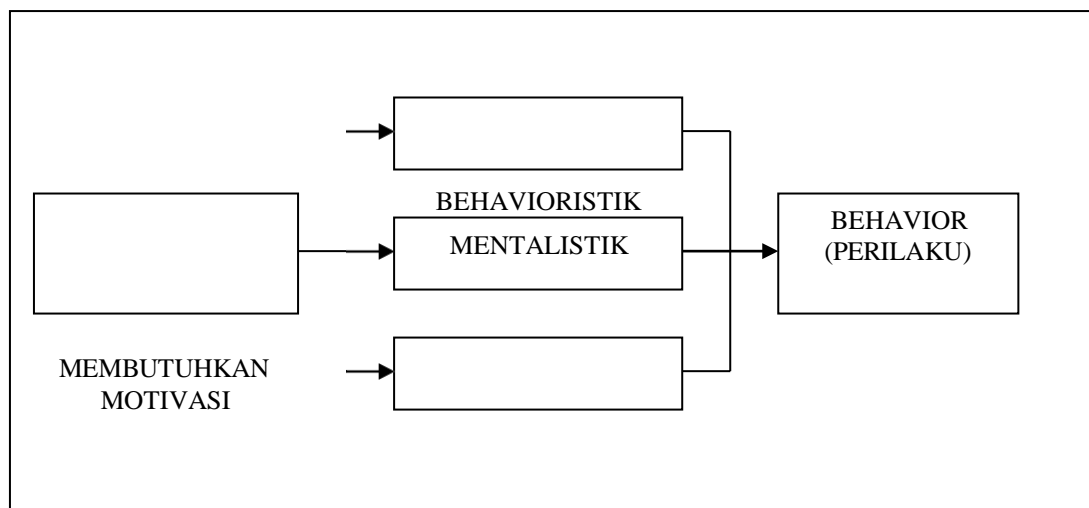 BEHAVIORISTIK
MENTALISTIK
BEHAVIOR
(PERILAKU)
MEMBUTUHKAN
MOTIVASI